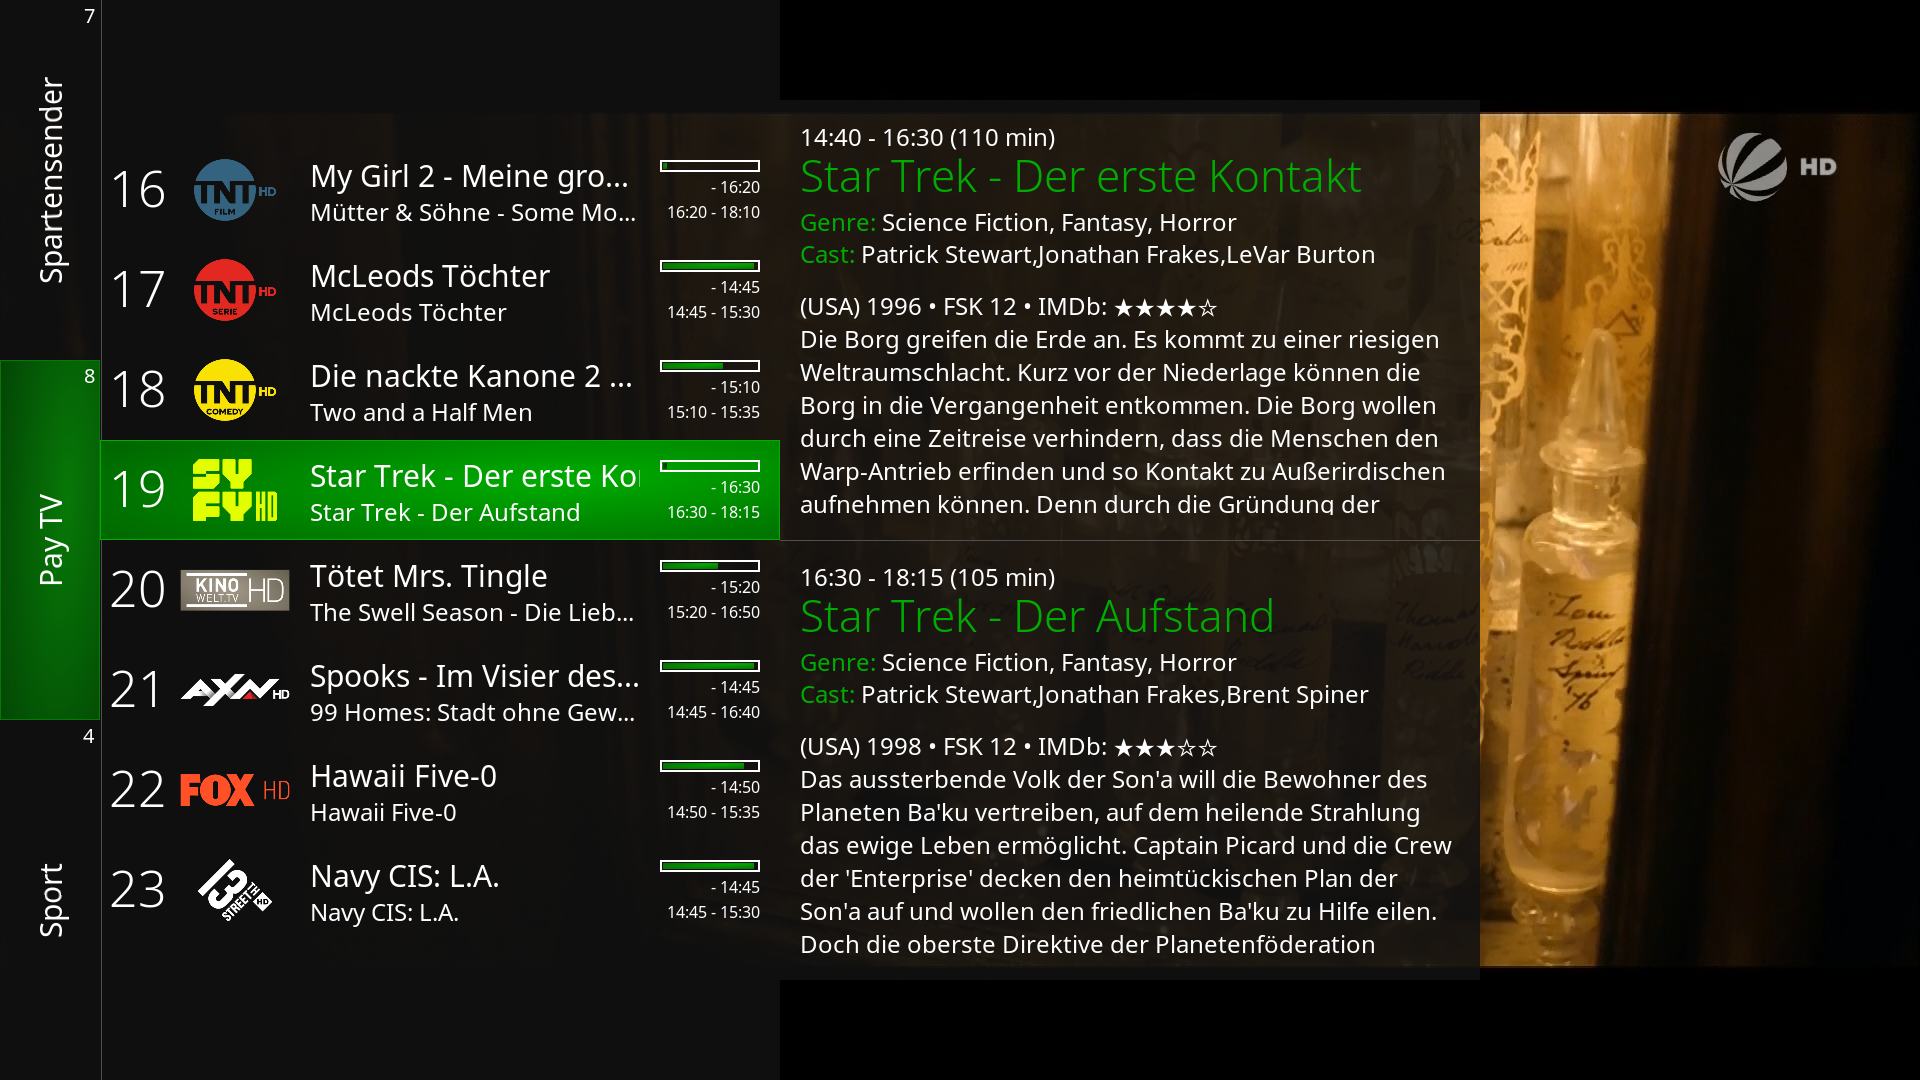 7
Spartensender
8
Pay TV
4
Sport
16
TNT HD
FILM
My Girl 2 - Meine gro...
Mütter & Söhne - Some Mo...
- 16:20
16:20 - 18:10
17
TNT HD
SERIE
McLeods Töchter
McLeods Töchter
- 14:45
14:45 - 15:30
18
TNT HD
COMEDY
Die nackte Kanone 2 ...
Two and a Half Men
- 15:10
15:10 - 15:35
19
SYFY HD
Star Trek - Der erste Ko
Star Trek - Der Aufstand
- 16:30
16:30 - 18:15
20
KINO
WELT.TV HD
Tötet Mrs. Tingle
The Swell Season - Die Lieb...
- 15:20
15:20 - 16:50
21
AXN HD
Spooks - Im Visier des...
99 Homes: Stadt ohne Gew...
- 14:45
14:45 - 16:40
22
FOX HD
Hawaii Five-0
Hawaii Five-0
- 14:50
14:50 - 15:35
23
13TH
STREET HD
Navy CIS: L.A.
Navy CIS: L.A.
- 14:45
14:45 - 15:30
14:40 - 16:30 (110 min)
Star Trek - Der erste Kontakt
Genre: Science Fiction, Fantasy, Horror
Cast: Patrick Stewart,Jonathan Frakes,LeVar Burton
(USA) 1996 • FSK 12 • IMDb: ★★★★☆
Die Borg greifen die Erde an. Es kommt zu einer riesigen
Weltraumschlacht. Kurz vor der Niederlage können die
Borg in die Vergangenheit entkommen. Die Borg wollen
durch eine Zeitreise verhindern, dass die Menschen den
Warp-Antrieb erfinden und so Kontakt zu Außerirdischen
aufnehmen können. Denn durch die Gründung der
16:30 - 18:15 (105 min)
Star Trek - Der Aufstand
Genre: Science Fiction, Fantasy, Horror
Cast: Patrick Stewart,Jonathan Frakes,Brent Spiner
(USA) 1998 • FSK 12 • IMDb: ★★★☆☆
Das aussterbende Volk der Son'a will die Bewohner des
Planeten Ba'ku vertreiben, auf dem heilende Strahlung
das ewige Leben ermöglicht. Captain Picard und die Crew
der 'Enterprise' decken den heimtückischen Plan der
Son'a auf und wollen den friedlichen Ba'ku zu Hilfe eilen.
Doch die oberste Direktive der Planetenföderation
HD